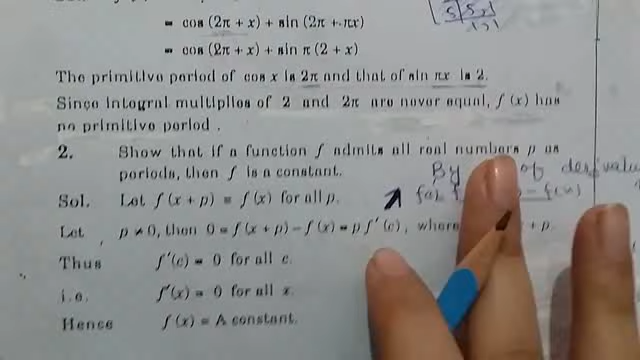 = cos (2π + x) + sin (2π + πx)
= cos (2π + x) + sin π (2 + x)
The primitive period of cos x is 2π and that of sin πx is 2.
Since integral multiples of 2 and 2π are never equal, f (x) has
no primitive period .
2. Show that if a function f admits all real numbers p as
periods, then f is a constant.
By of derivative
Sol. Let f (x + p) = f (x) for all p.
Let p ≠ 0, then 0 = f (x + p) − f (x) = p f ′ (c), where + p.
Thus f ′(c) = 0 for all c.
i.e. f ′(x) = 0 for all x.
Hence f (x) = A constant.